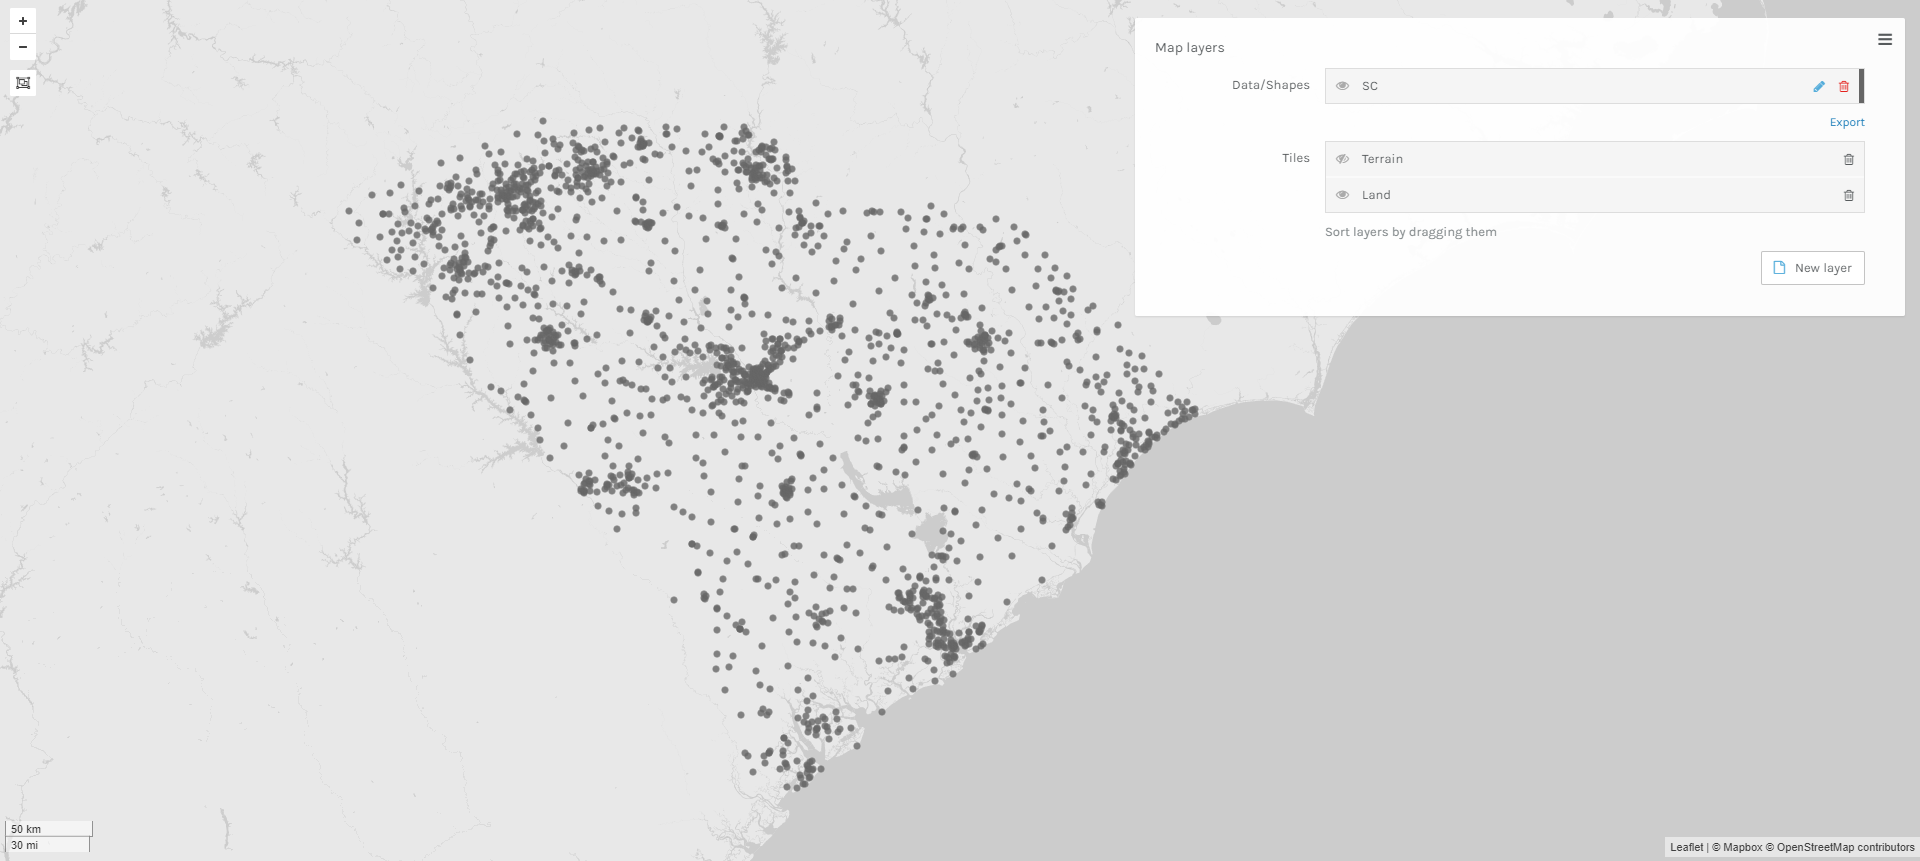 +
−
Map layers
Data/Shapes
SC
Export
Tiles
Terrain
Land
Sort layers by dragging them
New layer
50 km
30 mi
Leaflet | © Mapbox © OpenStreetMap contributors